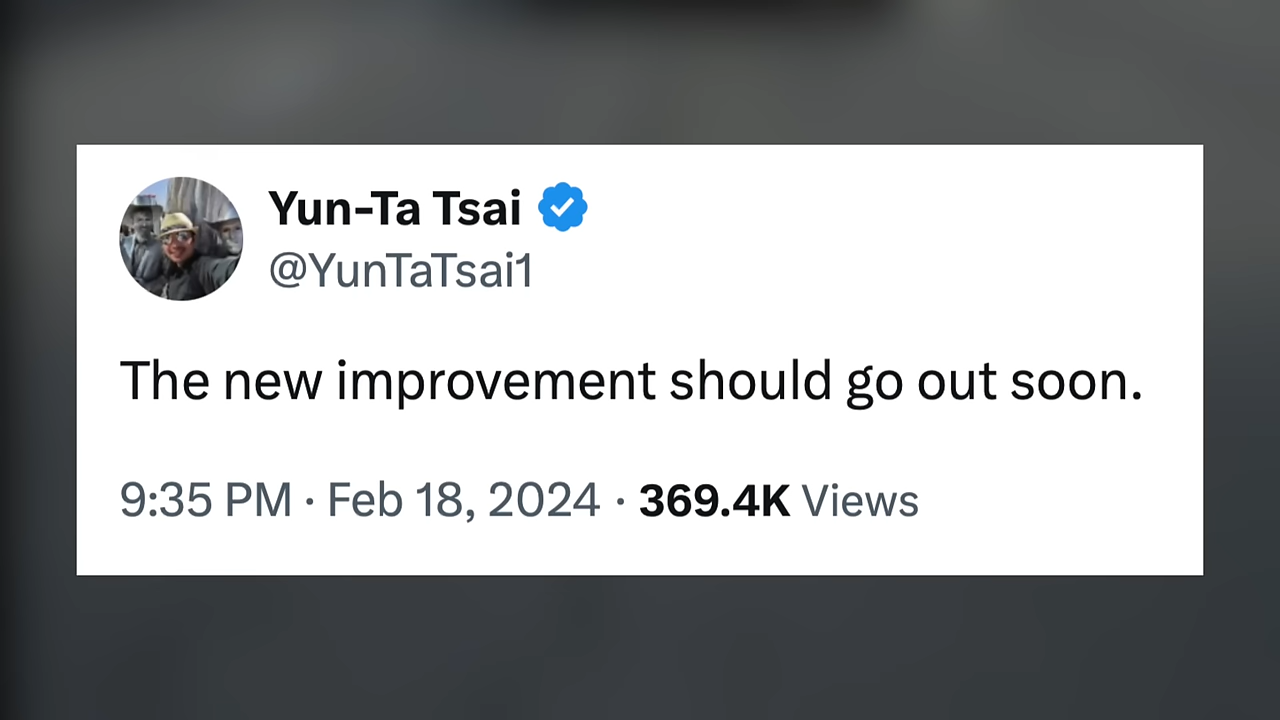 Yun-Ta Tsai
@YunTaTsai1
The new improvement should go out soon.
9:35 PM · Feb 18, 2024 · 369.4K Views